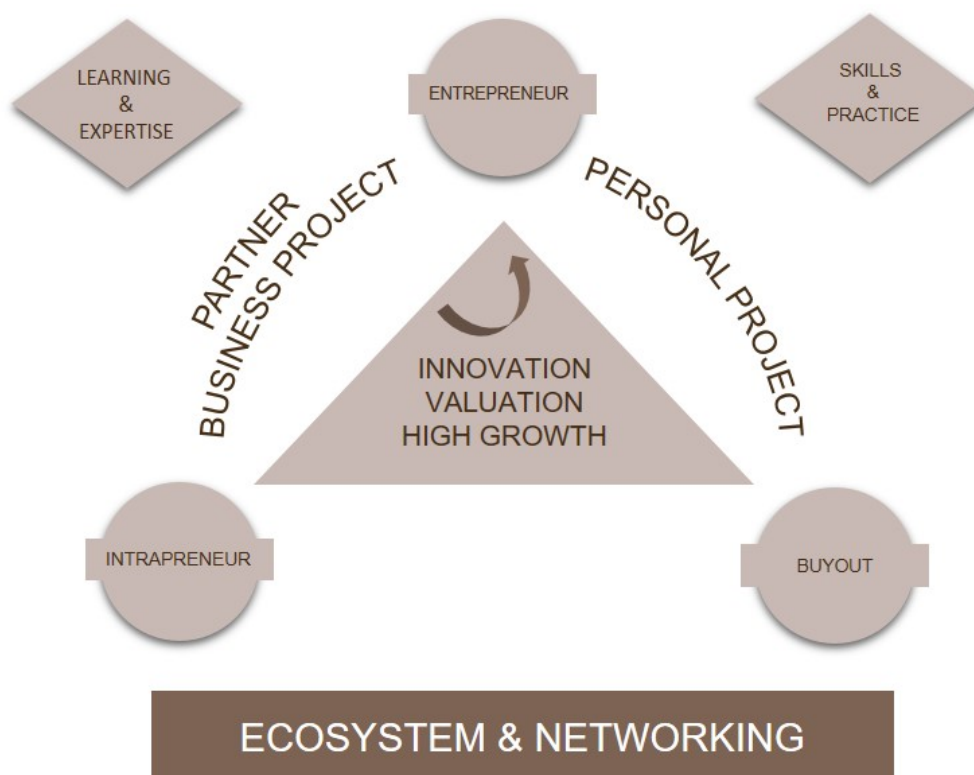 LEARNING
&
EXPERTISE
ENTREPRENEUR
SKILLS
&
PRACTICE
PARTNER
BUSINESS PROJECT
PERSONAL PROJECT
INNOVATION
VALUATION
HIGH GROWTH
INTRAPRENEUR
BUYOUT
ECOSYSTEM & NETWORKING